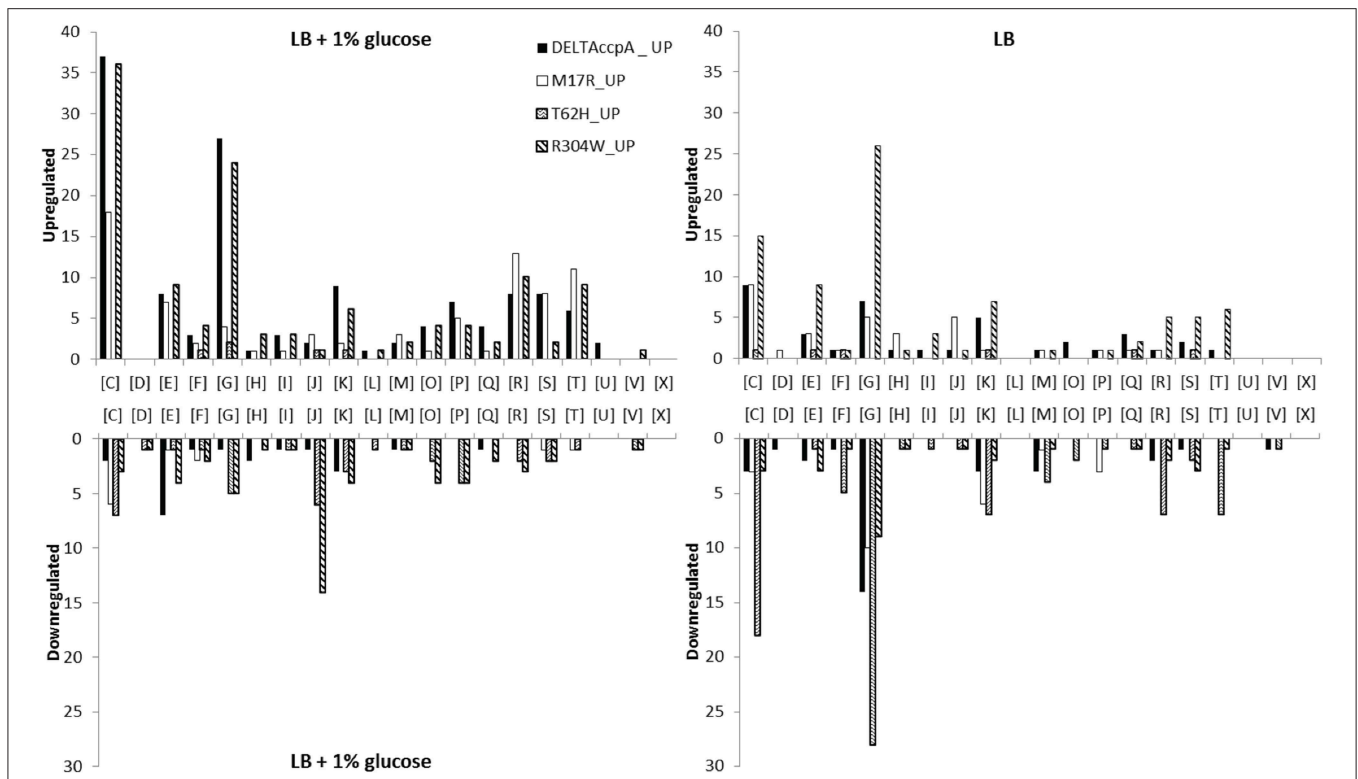 LB + 1% glucose
DELTAccpA _ UP
M17R_UP
T62H_UP
R304W_UP
Upregulated
40
35
30
25
20
15
10
5
0
[C] [D] [E] [F] [G] [H] [I] [J] [K] [L] [M] [O] [P] [Q] [R] [S] [T] [U] [V] [X]
[C] [D] [E] [F] [G] [H] [I] [J] [K] [L] [M] [O] [P] [Q] [R] [S] [T] [U] [V] [X]
0
5
10
15
20
25
30
Downregulated
LB + 1% glucose
LB
Upregulated
40
35
30
25
20
15
10
5
0
[C] [D] [E] [F] [G] [H] [I] [J] [K] [L] [M] [O] [P] [Q] [R] [S] [T] [U] [V] [X]
[C] [D] [E] [F] [G] [H] [I] [J] [K] [L] [M] [O] [P] [Q] [R] [S] [T] [U] [V] [X]
0
5
10
15
20
25
30
Downregulated